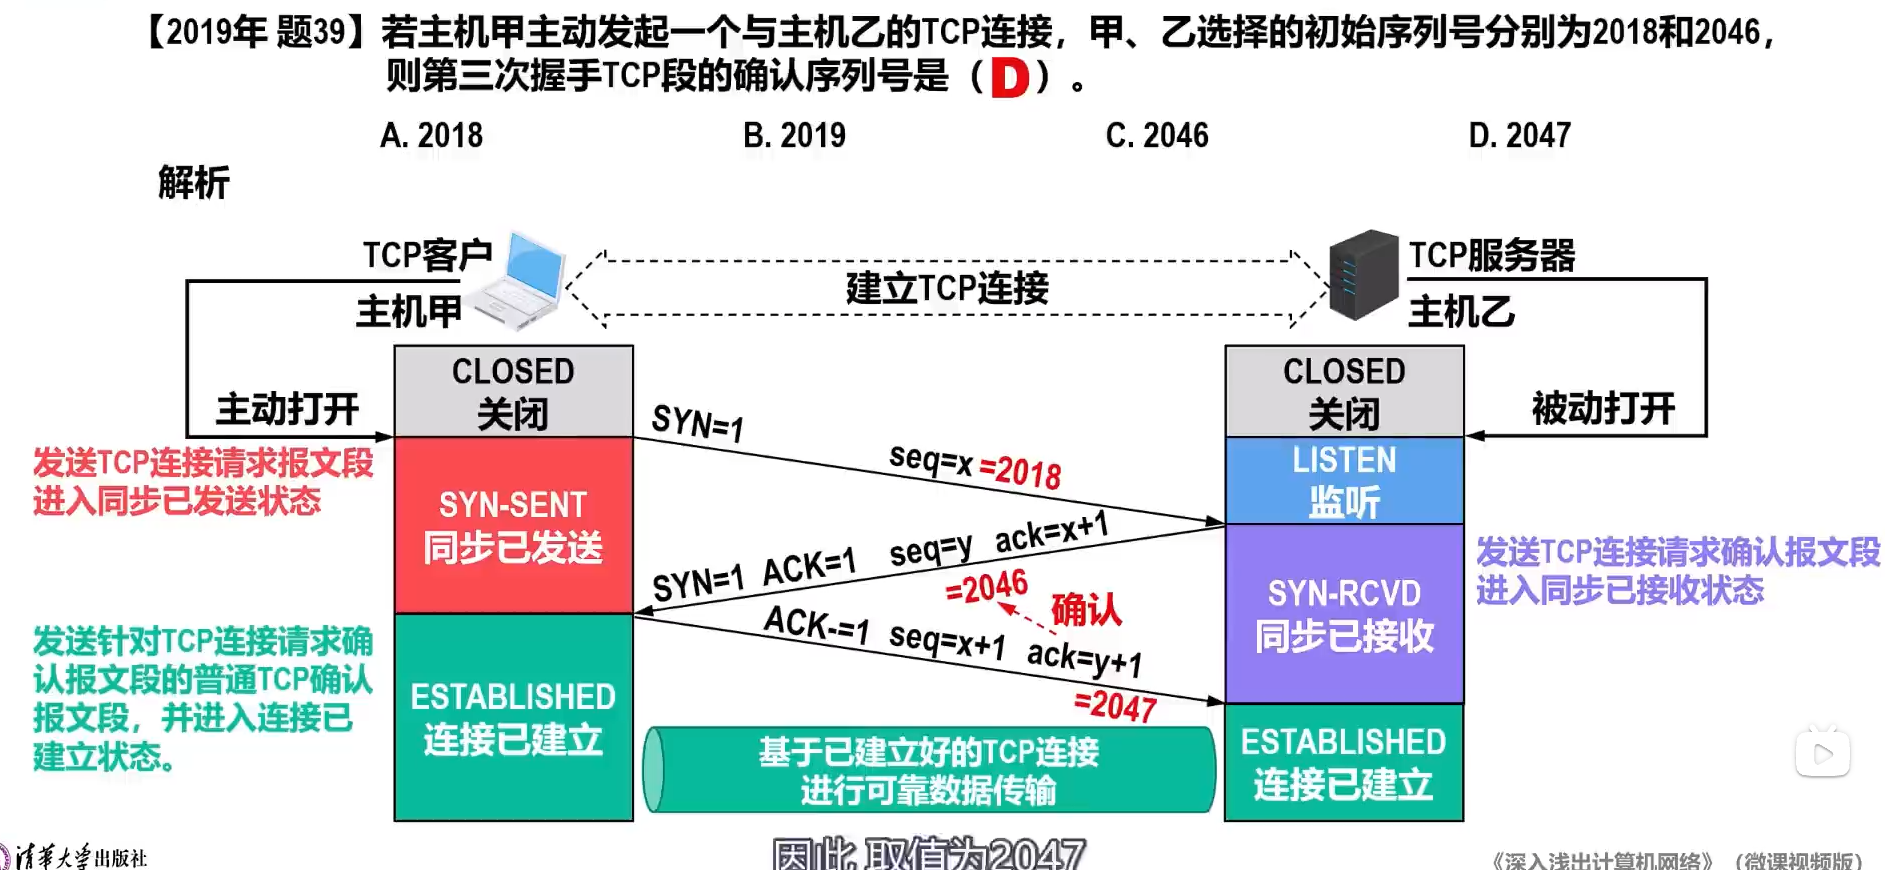 【2019年 题39】若主机甲主动发起一个与主机乙的TCP连接，甲、乙选择的初始序列号分别为2018和2046，
则第三次握手TCP段的确认序列号是（D）。
A. 2018 B. 2019 C. 2046 D. 2047
解析
TCP客户
主机甲
建立TCP连接
TCP服务器
主机乙
CLOSED
关闭
主动打开
CLOSED
关闭
被动打开
发送TCP连接请求报文段
进入同步已发送状态
SYN-SENT
同步已发送
SYN=1 seq=x =2018
LISTEN
监听
SYN=1 ACK=1 seq=y ack=x+1
=2046
确认
发送TCP连接请求确认报文段
进入同步已接收状态
SYN-RCVD
同步已接收
ACK-=1 seq=x+1 ack=y+1
=2047
发送针对TCP连接请求确
认报文段的普通TCP确认
报文段，并进入连接已
建立状态。
ESTABLISHED
连接已建立
基于已建立好的TCP连接
进行可靠数据传输
ESTABLISHED
连接已建立
因此 取值为2047
清华大学出版社
《深入浅出计算机网络》（微课视频版）